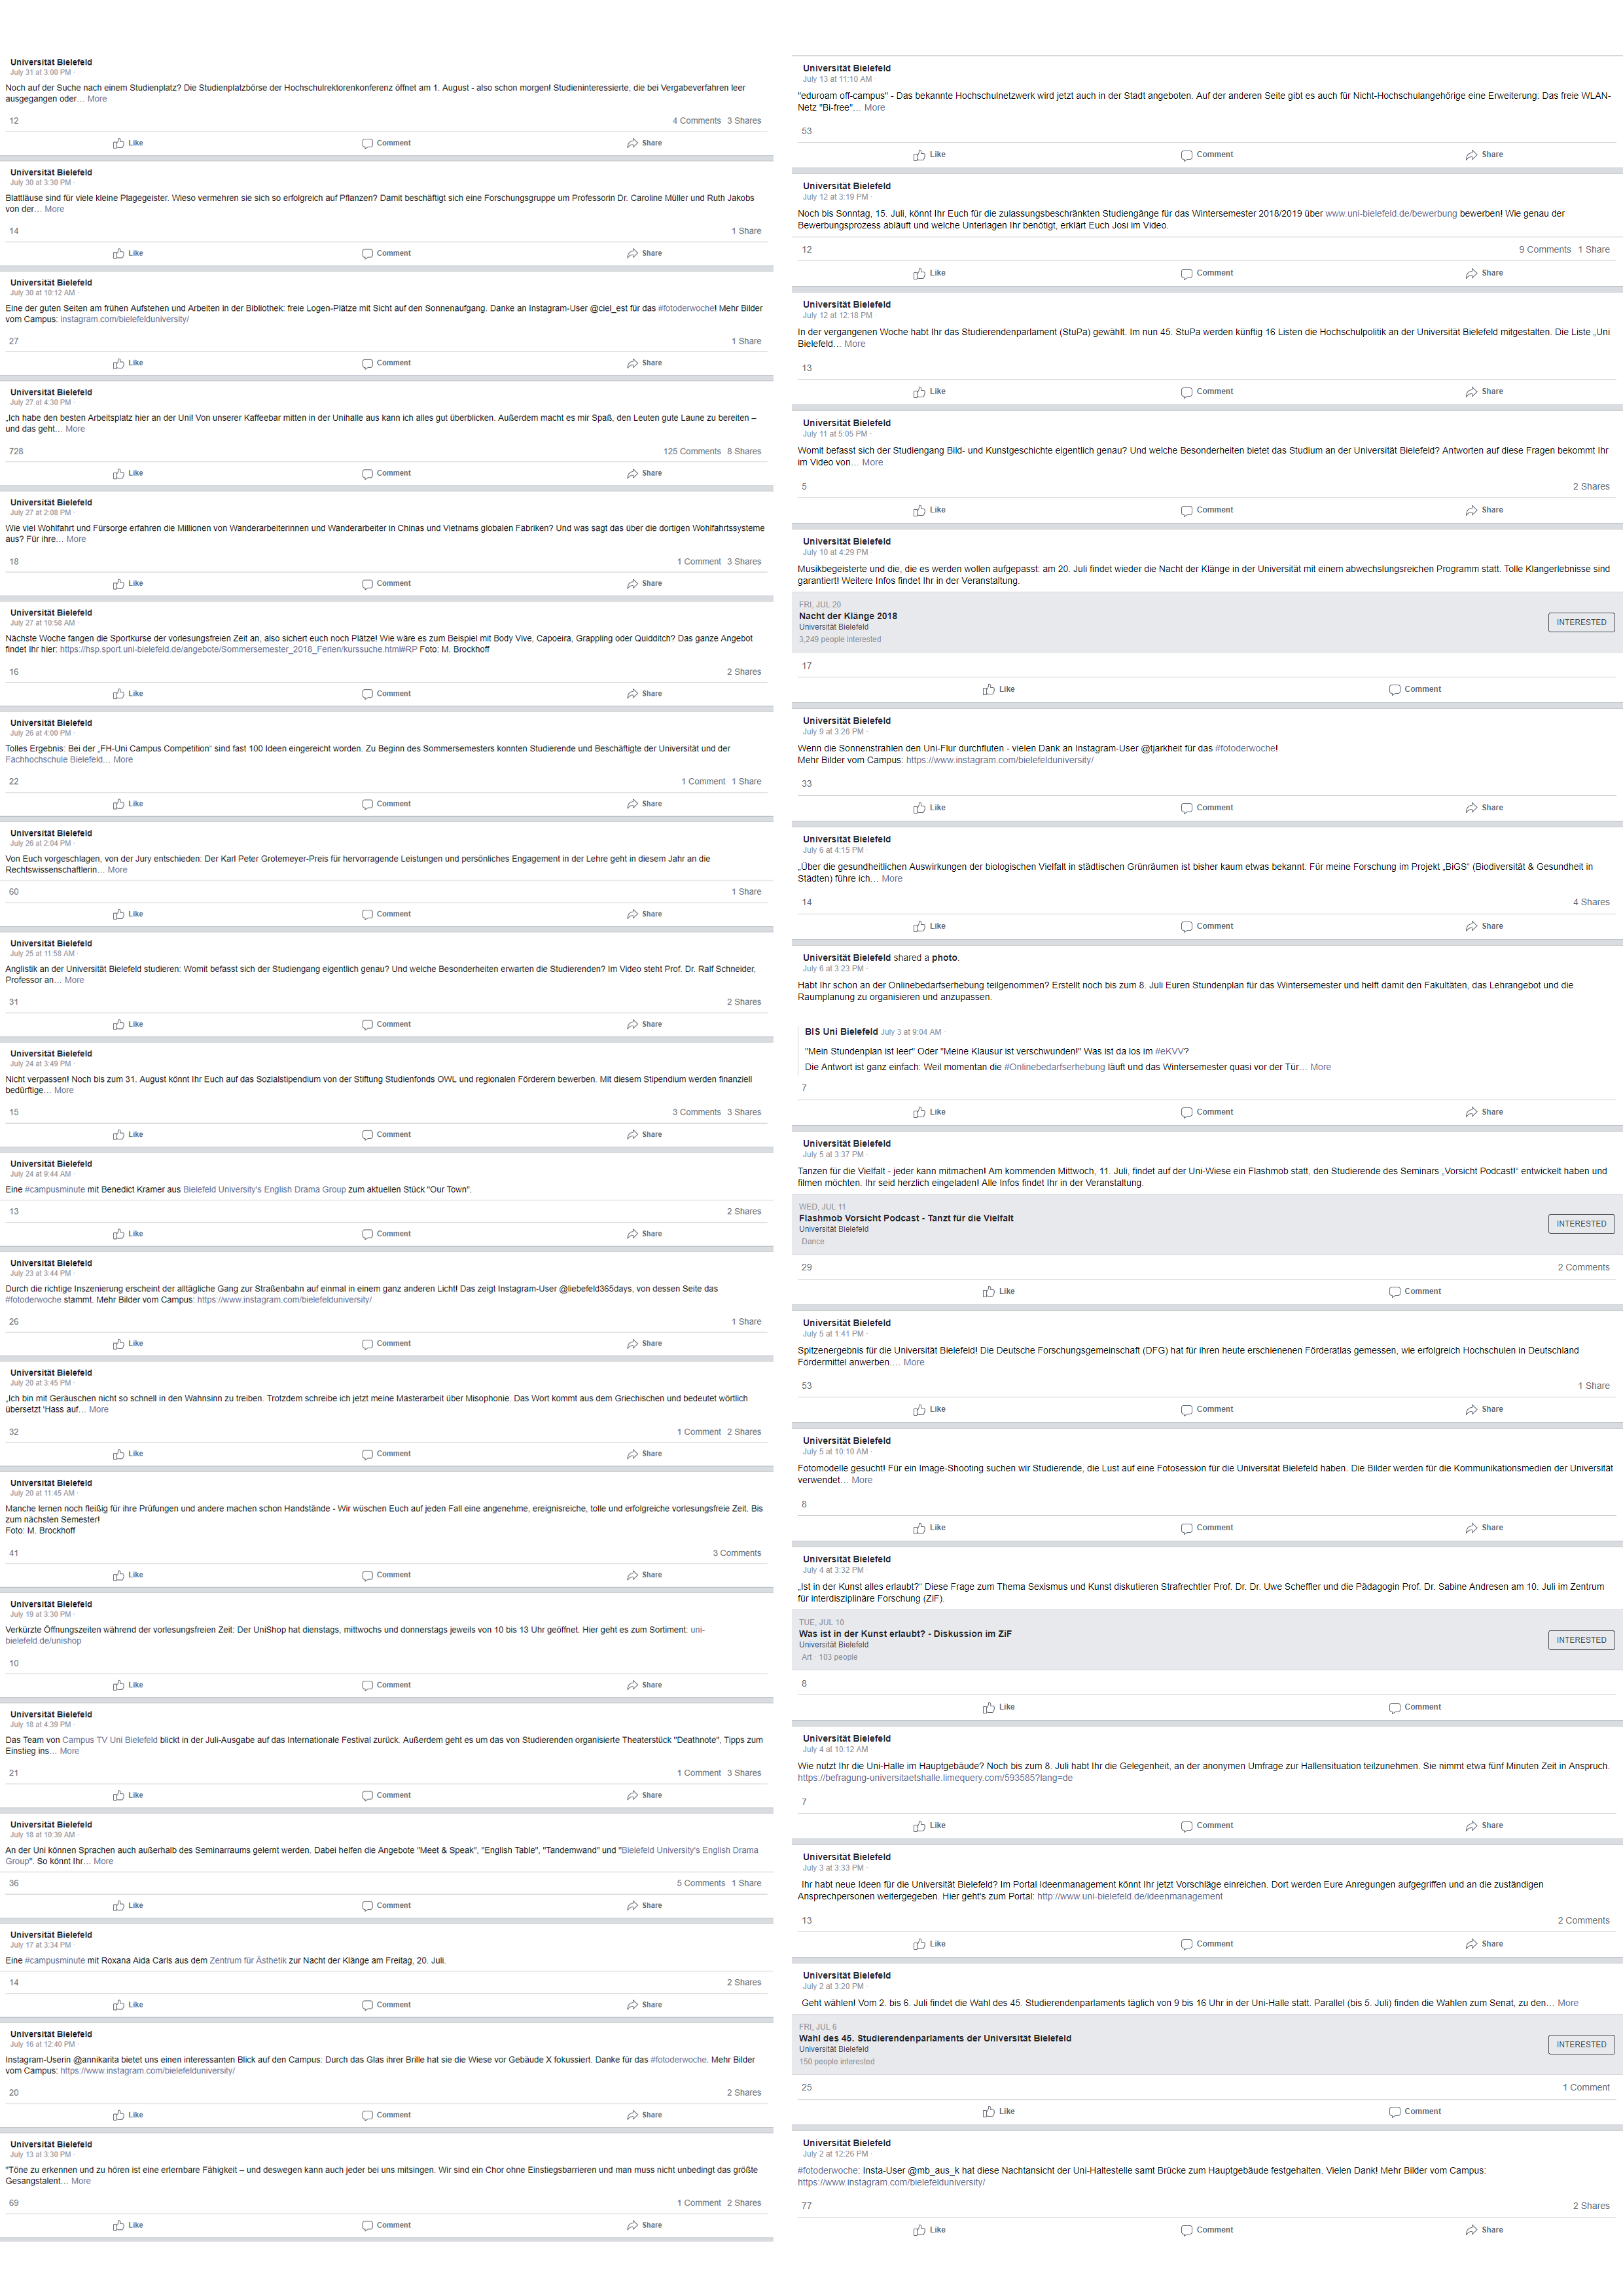 Universität Bielefeld
July 31 at 3:00 PM ·
Noch auf der Suche nach einem Studienplatz? Die Studienplatzbörse der Hochschulrektorenkonferenz öffnet am 1. August - also schon morgen! Studieninteressierte, die bei Vergabeverfahren leer
ausgegangen oder... More
12 4 Comments 3 Shares
Like Comment Share
Universität Bielefeld
July 30 at 3:30 PM ·
Blattläuse sind für viele kleine Plagegeister. Wieso vermehren sie sich so erfolgreich auf Pflanzen? Damit beschäftigt sich eine Forschungsgruppe um Professorin Dr. Caroline Müller und Ruth Jakobs
von der... More
14 1 Share
Like Comment Share
Universität Bielefeld
July 30 at 10:12 AM ·
Eine der guten Seiten am frühen Aufstehen und Arbeiten in der Bibliothek: freie Logen-Plätze mit Sicht auf den Sonnenaufgang. Danke an Instagram-User @ciel_est für das #fotoderwoche! Mehr Bilder
vom Campus: instagram.com/bielefelduniversity/
27 1 Share
Like Comment Share
Universität Bielefeld
July 27 at 4:30 PM ·
„Ich habe den besten Arbeitsplatz hier an der Uni! Von unserer Kaffeebar mitten in der Unihalle aus kann ich alles gut überblicken. Außerdem macht es mir Spaß, den Leuten gute Laune zu bereiten –
und das geht... More
728 125 Comments 8 Shares
Like Comment Share
Universität Bielefeld
July 27 at 2:08 PM ·
Wie viel Wohlfahrt und Fürsorge erfahren die Millionen von Wanderarbeiterinnen und Wanderarbeiter in Chinas und Vietnams globalen Fabriken? Und was sagt das über die dortigen Wohlfahrtssysteme
aus? Für ihre... More
18 1 Comment 3 Shares
Like Comment Share
Universität Bielefeld
July 27 at 10:58 AM ·
Nächste Woche fangen die Sportkurse der vorlesungsfreien Zeit an, also sichert euch noch Plätze! Wie wäre es zum Beispiel mit Body Vive, Capoeira, Grappling oder Quidditch? Das ganze Angebot
findet Ihr hier: https://hsp.sport.uni-bielefeld.de/angebote/Sommersemester_2018_Ferien/kurssuche.html#RP Foto: M. Brockhoff
16 2 Shares
Like Comment Share
Universität Bielefeld
July 26 at 4:00 PM ·
Tolles Ergebnis: Bei der „FH-Uni Campus Competition“ sind fast 100 Ideen eingereicht worden. Zu Beginn des Sommersemesters konnten Studierende und Beschäftigte der Universität und der
Fachhochschule Bielefeld... More
22 1 Comment 1 Share
Like Comment Share
Universität Bielefeld
July 26 at 2:04 PM ·
Von Euch vorgeschlagen, von der Jury entschieden: Der Karl Peter Grotemeyer-Preis für hervorragende Leistungen und persönliches Engagement in der Lehre geht in diesem Jahr an die
Rechtswissenschaftlerin... More
60 1 Share
Like Comment Share
Universität Bielefeld
July 25 at 11:58 AM ·
Anglistik an der Universität Bielefeld studieren: Womit befasst sich der Studiengang eigentlich genau? Und welche Besonderheiten erwarten die Studierenden? Im Video steht Prof. Dr. Ralf Schneider,
Professor an... More
31 2 Shares
Like Comment Share
Universität Bielefeld
July 24 at 3:49 PM ·
Nicht verpassen! Noch bis zum 31. August könnt Ihr Euch auf das Sozialstipendium von der Stiftung Studienfonds OWL und regionalen Förderern bewerben. Mit diesem Stipendium werden finanziell
bedürftige... More
15 3 Comments 3 Shares
Like Comment Share
Universität Bielefeld
July 24 at 9:44 AM ·
Eine #campusminute mit Benedict Kramer aus Bielefeld University's English Drama Group zum aktuellen Stück "Our Town".
13 2 Shares
Like Comment Share
Universität Bielefeld
July 23 at 3:44 PM ·
Durch die richtige Inszenierung erscheint der alltägliche Gang zur Straßenbahn auf einmal in einem ganz anderen Licht! Das zeigt Instagram-User @liebefeld365days, von dessen Seite das
#fotoderwoche stammt. Mehr Bilder vom Campus: https://www.instagram.com/bielefelduniversity/
26 1 Share
Like Comment Share
Universität Bielefeld
July 20 at 3:45 PM ·
„Ich bin mit Geräuschen nicht so schnell in den Wahnsinn zu treiben. Trotzdem schreibe ich jetzt meine Masterarbeit über Misophonie. Das Wort kommt aus dem Griechischen und bedeutet wörtlich
übersetzt 'Hass auf... More
32 1 Comment 2 Shares
Like Comment Share
Universität Bielefeld
July 20 at 11:45 AM ·
Manche lernen noch fleißig für ihre Prüfungen und andere machen schon Handstände - Wir wüschen Euch auf jeden Fall eine angenehme, ereignisreiche, tolle und erfolgreiche vorlesungsfreie Zeit. Bis
zum nächsten Semester!
Foto: M. Brockhoff
41 3 Comments
Like Comment Share
Universität Bielefeld
July 19 at 3:30 PM ·
Verkürzte Öffnungszeiten während der vorlesungsfreien Zeit: Der UniShop hat dienstags, mittwochs und donnerstags jeweils von 10 bis 13 Uhr geöffnet. Hier geht es zum Sortiment: uni-
bielefeld.de/unishop
10
Like Comment Share
Universität Bielefeld
July 18 at 4:39 PM ·
Das Team von Campus TV Uni Bielefeld blickt in der Juli-Ausgabe auf das Internationale Festival zurück. Außerdem geht es um das von Studierenden organisierte Theaterstück "Deathnote", Tipps zum
Einstieg ins... More
21 1 Comment 3 Shares
Like Comment Share
Universität Bielefeld
July 18 at 10:39 AM ·
An der Uni können Sprachen auch außerhalb des Seminarraums gelernt werden. Dabei helfen die Angebote "Meet & Speak", "English Table", "Tandemwand" und "Bielefeld University's English Drama
Group". So könnt Ihr... More
36 5 Comments 1 Share
Like Comment Share
Universität Bielefeld
July 17 at 3:34 PM ·
Eine #campusminute mit Roxana Aida Carls aus dem Zentrum für Ästhetik zur Nacht der Klänge am Freitag, 20. Juli.
14 2 Shares
Like Comment Share
Universität Bielefeld
July 16 at 12:40 PM ·
Instagram-Userin @annikarita bietet uns einen interessanten Blick auf den Campus: Durch das Glas ihrer Brille hat sie die Wiese vor Gebäude X fokussiert. Danke für das #fotoderwoche. Mehr Bilder
vom Campus: https://www.instagram.com/bielefelduniversity/
20 2 Shares
Like Comment Share
Universität Bielefeld
July 13 at 3:30 PM ·
"Töne zu erkennen und zu hören ist eine erlernbare Fähigkeit – und deswegen kann auch jeder bei uns mitsingen. Wir sind ein Chor ohne Einstiegsbarrieren und man muss nicht unbedingt das größte
Gesangstalent... More
69 1 Comment 2 Shares
Like Comment Share
Universität Bielefeld
July 13 at 11:10 AM ·
"eduroam off-campus" - Das bekannte Hochschulnetzwerk wird jetzt auch in der Stadt angeboten. Auf der anderen Seite gibt es auch für Nicht-Hochschulangehörige eine Erweiterung: Das freie WLAN-
Netz "Bi-free"... More
53
Like Comment Share
Universität Bielefeld
July 12 at 3:19 PM ·
Noch bis Sonntag, 15. Juli, könnt Ihr Euch für die zulassungsbeschränkten Studiengänge für das Wintersemester 2018/2019 über www.uni-bielefeld.de/bewerbung bewerben! Wie genau der
Bewerbungsprozess abläuft und welche Unterlagen Ihr benötigt, erklärt Euch Josi im Video.
12 9 Comments 1 Share
Like Comment Share
Universität Bielefeld
July 12 at 12:18 PM ·
In der vergangenen Woche habt Ihr das Studierendenparlament (StuPa) gewählt. Im nun 45. StuPa werden künftig 16 Listen die Hochschulpolitik an der Universität Bielefeld mitgestalten. Die Liste „Uni
Bielefeld... More
13
Like Comment Share
Universität Bielefeld
July 11 at 5:05 PM ·
Womit befasst sich der Studiengang Bild- und Kunstgeschichte eigentlich genau? Und welche Besonderheiten bietet das Studium an der Universität Bielefeld? Antworten auf diese Fragen bekommt Ihr
im Video von... More
5 2 Shares
Like Comment Share
Universität Bielefeld
July 10 at 4:29 PM ·
Musikbegeisterte und die, die es werden wollen aufgepasst: am 20. Juli findet wieder die Nacht der Klänge in der Universität mit einem abwechslungsreichen Programm statt. Tolle Klangerlebnisse sind
garantiert! Weitere Infos findet Ihr in der Veranstaltung.
FRI, JUL 20
Nacht der Klänge 2018
Universität Bielefeld
3,249 people interested
INTERESTED
17
Like Comment
Universität Bielefeld
July 9 at 3:26 PM ·
Wenn die Sonnenstrahlen den Uni-Flur durchfluten - vielen Dank an Instagram-User @tjarkheit für das #fotoderwoche!
Mehr Bilder vom Campus: https://www.instagram.com/bielefelduniversity/
33
Like Comment Share
Universität Bielefeld
July 6 at 4:15 PM ·
„Über die gesundheitlichen Auswirkungen der biologischen Vielfalt in städtischen Grünräumen ist bisher kaum etwas bekannt. Für meine Forschung im Projekt „BiGS“ (Biodiversität & Gesundheit in
Städten) führe ich... More
14 4 Shares
Like Comment Share
Universität Bielefeld shared a photo.
July 6 at 3:23 PM ·
Habt Ihr schon an der Onlinebedarfserhebung teilgenommen? Erstellt noch bis zum 8. Juli Euren Stundenplan für das Wintersemester und helft damit den Fakultäten, das Lehrangebot und die
Raumplanung zu organisieren und anzupassen.
BIS Uni Bielefeld July 3 at 9:04 AM ·
"Mein Stundenplan ist leer" Oder "Meine Klausur ist verschwunden!" Was ist da los im #eKVV?
Die Antwort ist ganz einfach: Weil momentan die #Onlinebedarfserhebung läuft und das Wintersemester quasi vor der Tür... More
7
Like Comment Share
Universität Bielefeld
July 5 at 3:37 PM ·
Tanzen für die Vielfalt - jeder kann mitmachen! Am kommenden Mittwoch, 11. Juli, findet auf der Uni-Wiese ein Flashmob statt, den Studierende des Seminars „Vorsicht Podcast!“ entwickelt haben und
filmen möchten. Ihr seid herzlich eingeladen! Alle Infos findet Ihr in der Veranstaltung.
WED, JUL 11
Flashmob Vorsicht Podcast - Tanzt für die Vielfalt
Universität Bielefeld
Dance
INTERESTED
29 2 Comments
Like Comment
Universität Bielefeld
July 5 at 1:41 PM ·
Spitzenergebnis für die Universität Bielefeld! Die Deutsche Forschungsgemeinschaft (DFG) hat für ihren heute erschienenen Förderatlas gemessen, wie erfolgreich Hochschulen in Deutschland
Fördermittel anwerben.... More
53 1 Share
Like Comment Share
Universität Bielefeld
July 5 at 10:10 AM ·
Fotomodelle gesucht! Für ein Image-Shooting suchen wir Studierende, die Lust auf eine Fotosession für die Universität Bielefeld haben. Die Bilder werden für die Kommunikationsmedien der Universität
verwendet... More
8
Like Comment Share
Universität Bielefeld
July 4 at 3:32 PM ·
„Ist in der Kunst alles erlaubt?“ Diese Frage zum Thema Sexismus und Kunst diskutieren Strafrechtler Prof. Dr. Dr. Uwe Scheffler und die Pädagogin Prof. Dr. Sabine Andresen am 10. Juli im Zentrum
für interdisziplinäre Forschung (ZiF).
TUE, JUL 10
Was ist in der Kunst erlaubt? - Diskussion im ZiF
Universität Bielefeld
Art · 103 people
INTERESTED
8
Like Comment
Universität Bielefeld
July 4 at 10:12 AM ·
Wie nutzt Ihr die Uni-Halle im Hauptgebäude? Noch bis zum 8. Juli habt Ihr die Gelegenheit, an der anonymen Umfrage zur Hallensituation teilzunehmen. Sie nimmt etwa fünf Minuten Zeit in Anspruch.
https://befragung-universitaetshalle.limequery.com/593585?lang=de
7
Like Comment Share
Universität Bielefeld
July 3 at 3:33 PM ·
Ihr habt neue Ideen für die Universität Bielefeld? Im Portal Ideenmanagement könnt Ihr jetzt Vorschläge einreichen. Dort werden Eure Anregungen aufgegriffen und an die zuständigen
Ansprechpersonen weitergegeben. Hier geht's zum Portal: http://www.uni-bielefeld.de/ideenmanagement
13 2 Comments
Like Comment Share
Universität Bielefeld
July 2 at 3:20 PM
Geht wählen! Vom 2. bis 6. Juli findet die Wahl des 45. Studierendenparlaments täglich von 9 bis 16 Uhr in der Uni-Halle statt. Parallel (bis 5. Juli) finden die Wahlen zum Senat, zu den... More
FRI, JUL 6
Wahl des 45. Studierendenparlaments der Universität Bielefeld
Universität Bielefeld
150 people interested
INTERESTED
25 1 Comment
Like Comment
Universität Bielefeld
July 2 at 12:26 PM ·
#fotoderwoche: Insta-User @mb_aus_k hat diese Nachtansicht der Uni-Haltestelle samt Brücke zum Hauptgebäude festgehalten. Vielen Dank! Mehr Bilder vom Campus:
https://www.instagram.com/bielefelduniversity/
77 2 Shares
Like Comment Share